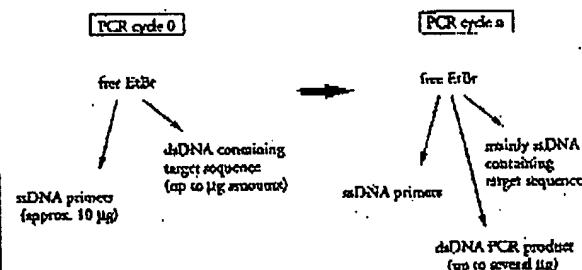 PCR cycle 0
free EtBr
dsDNA containing
target sequence
(up to µg amounts)
ssDNA primers
(approx. 10 µg)
PCR cycle n
free EtBr
mainly ssDNA
containing
target sequence
ssDNA primers
dsDNA PCR product
(up to several µg)